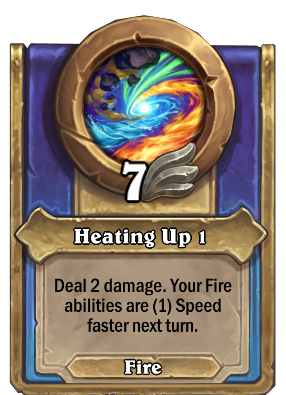 7
Heating Up 1
Deal 2 damage. Your Fire
abilities are (1) Speed
faster next turn.
Fire